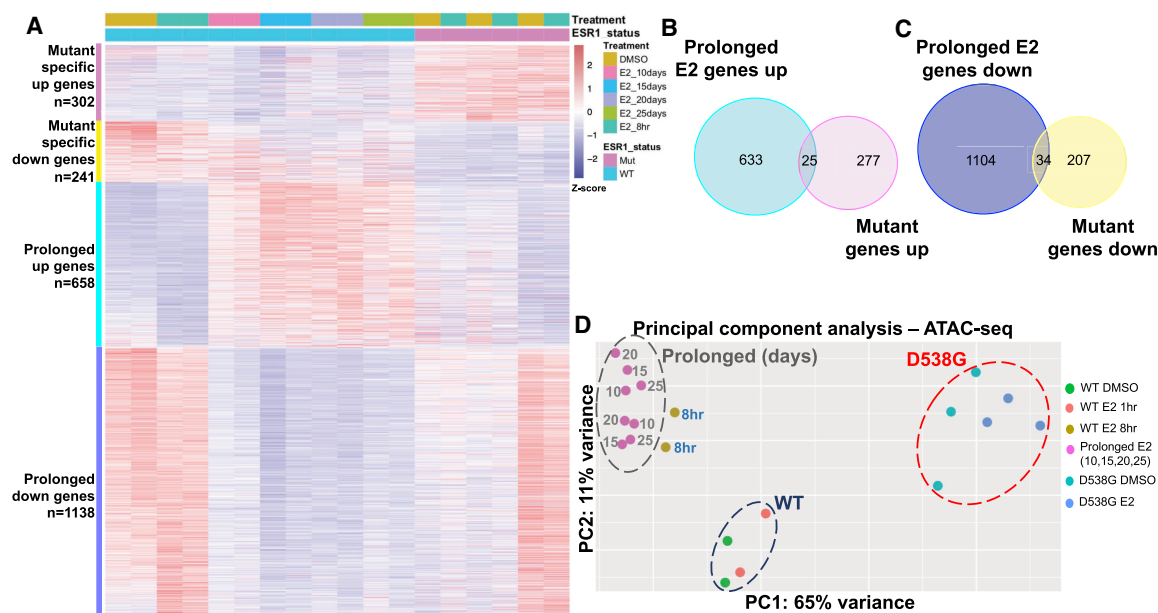 A
Treatment
ESR1_status
Mutant
specific
up genes
n=302
Mutant
specific
down genes
n=241
Prolonged
up genes
n=658
Prolonged
down genes
n=1138
2
1
0
−1
−2
Z-score
Treatment
DMSO
E2_10days
E2_15days
E2_20days
E2_25days
E2_8hr
ESR1_status
Mut
WT
B
Prolonged
E2 genes up
633
25
277
Mutant
genes up
C
Prolonged E2
genes down
1104
34
207
Mutant
genes down
D
Principal component analysis – ATAC-seq
Prolonged (days)
20
15
10
25
20
10
15
25
8hr
8hr
D538G
WT
PC2: 11% variance
PC1: 65% variance
WT DMSO
WT E2 1hr
WT E2 8hr
Prolonged E2
(10,15,20,25)
D538G DMSO
D538G E2